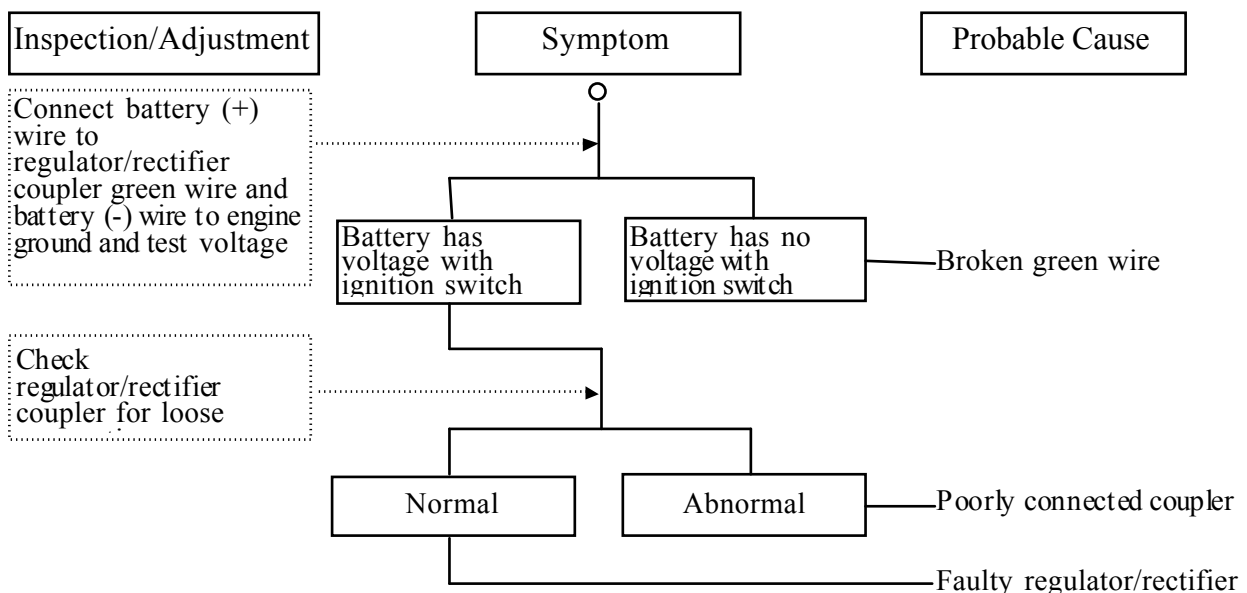 Inspection/Adjustment
Symptom
Probable Cause
Connect battery (+)
wire to
regulator/rectifier
coupler green wire and
battery (-) wire to engine
ground and test voltage
Battery has
voltage with
ignition switch
Battery has no
voltage with
ignition switch
Broken green wire
Check
regulator/rectifier
coupler for loose
Normal
Abnormal
Poorly connected coupler
Faulty regulator/rectifier